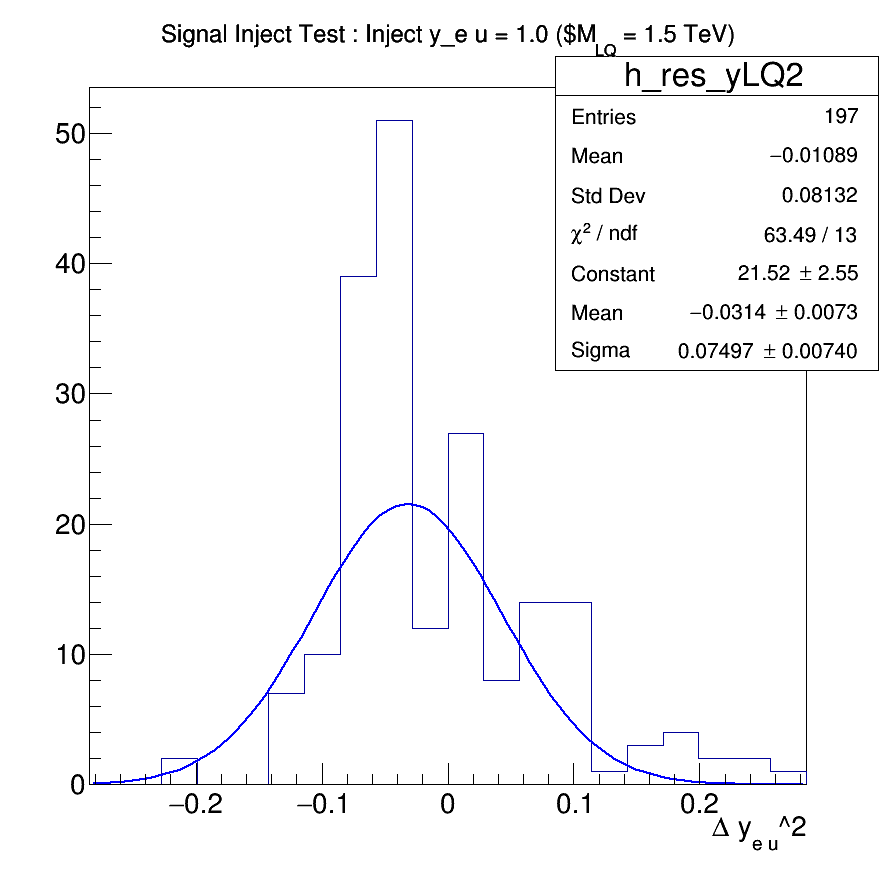 Signal Inject Test : Inject y_e u = 1.0 ($M_LQ = 1.5 TeV)
h_res_yLQ2
Entries 197
Mean −0.01089
Std Dev 0.08132
χ² / ndf 63.49 / 13
Constant 21.52 ± 2.55
Mean −0.0314 ± 0.0073
Sigma 0.07497 ± 0.00740
50
40
30
20
10
0
−0.2 −0.1 0 0.1 0.2
Δ y_e u^2